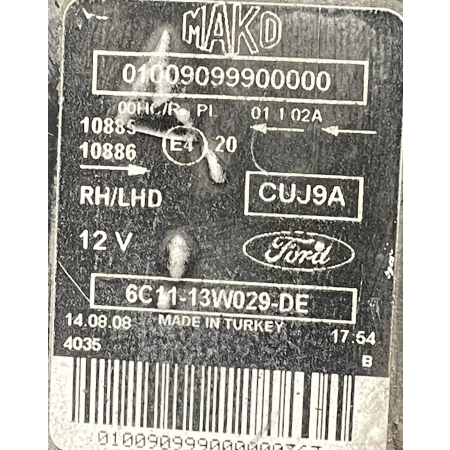 MAKO
01009099900000
00HC/R PL 01 1 02A
10885
10886 E4 20
RH/LHD CUJ9A
12 V Ford
6C11-13W029-DE
14.08.08 MADE IN TURKEY 17:54
4035 B